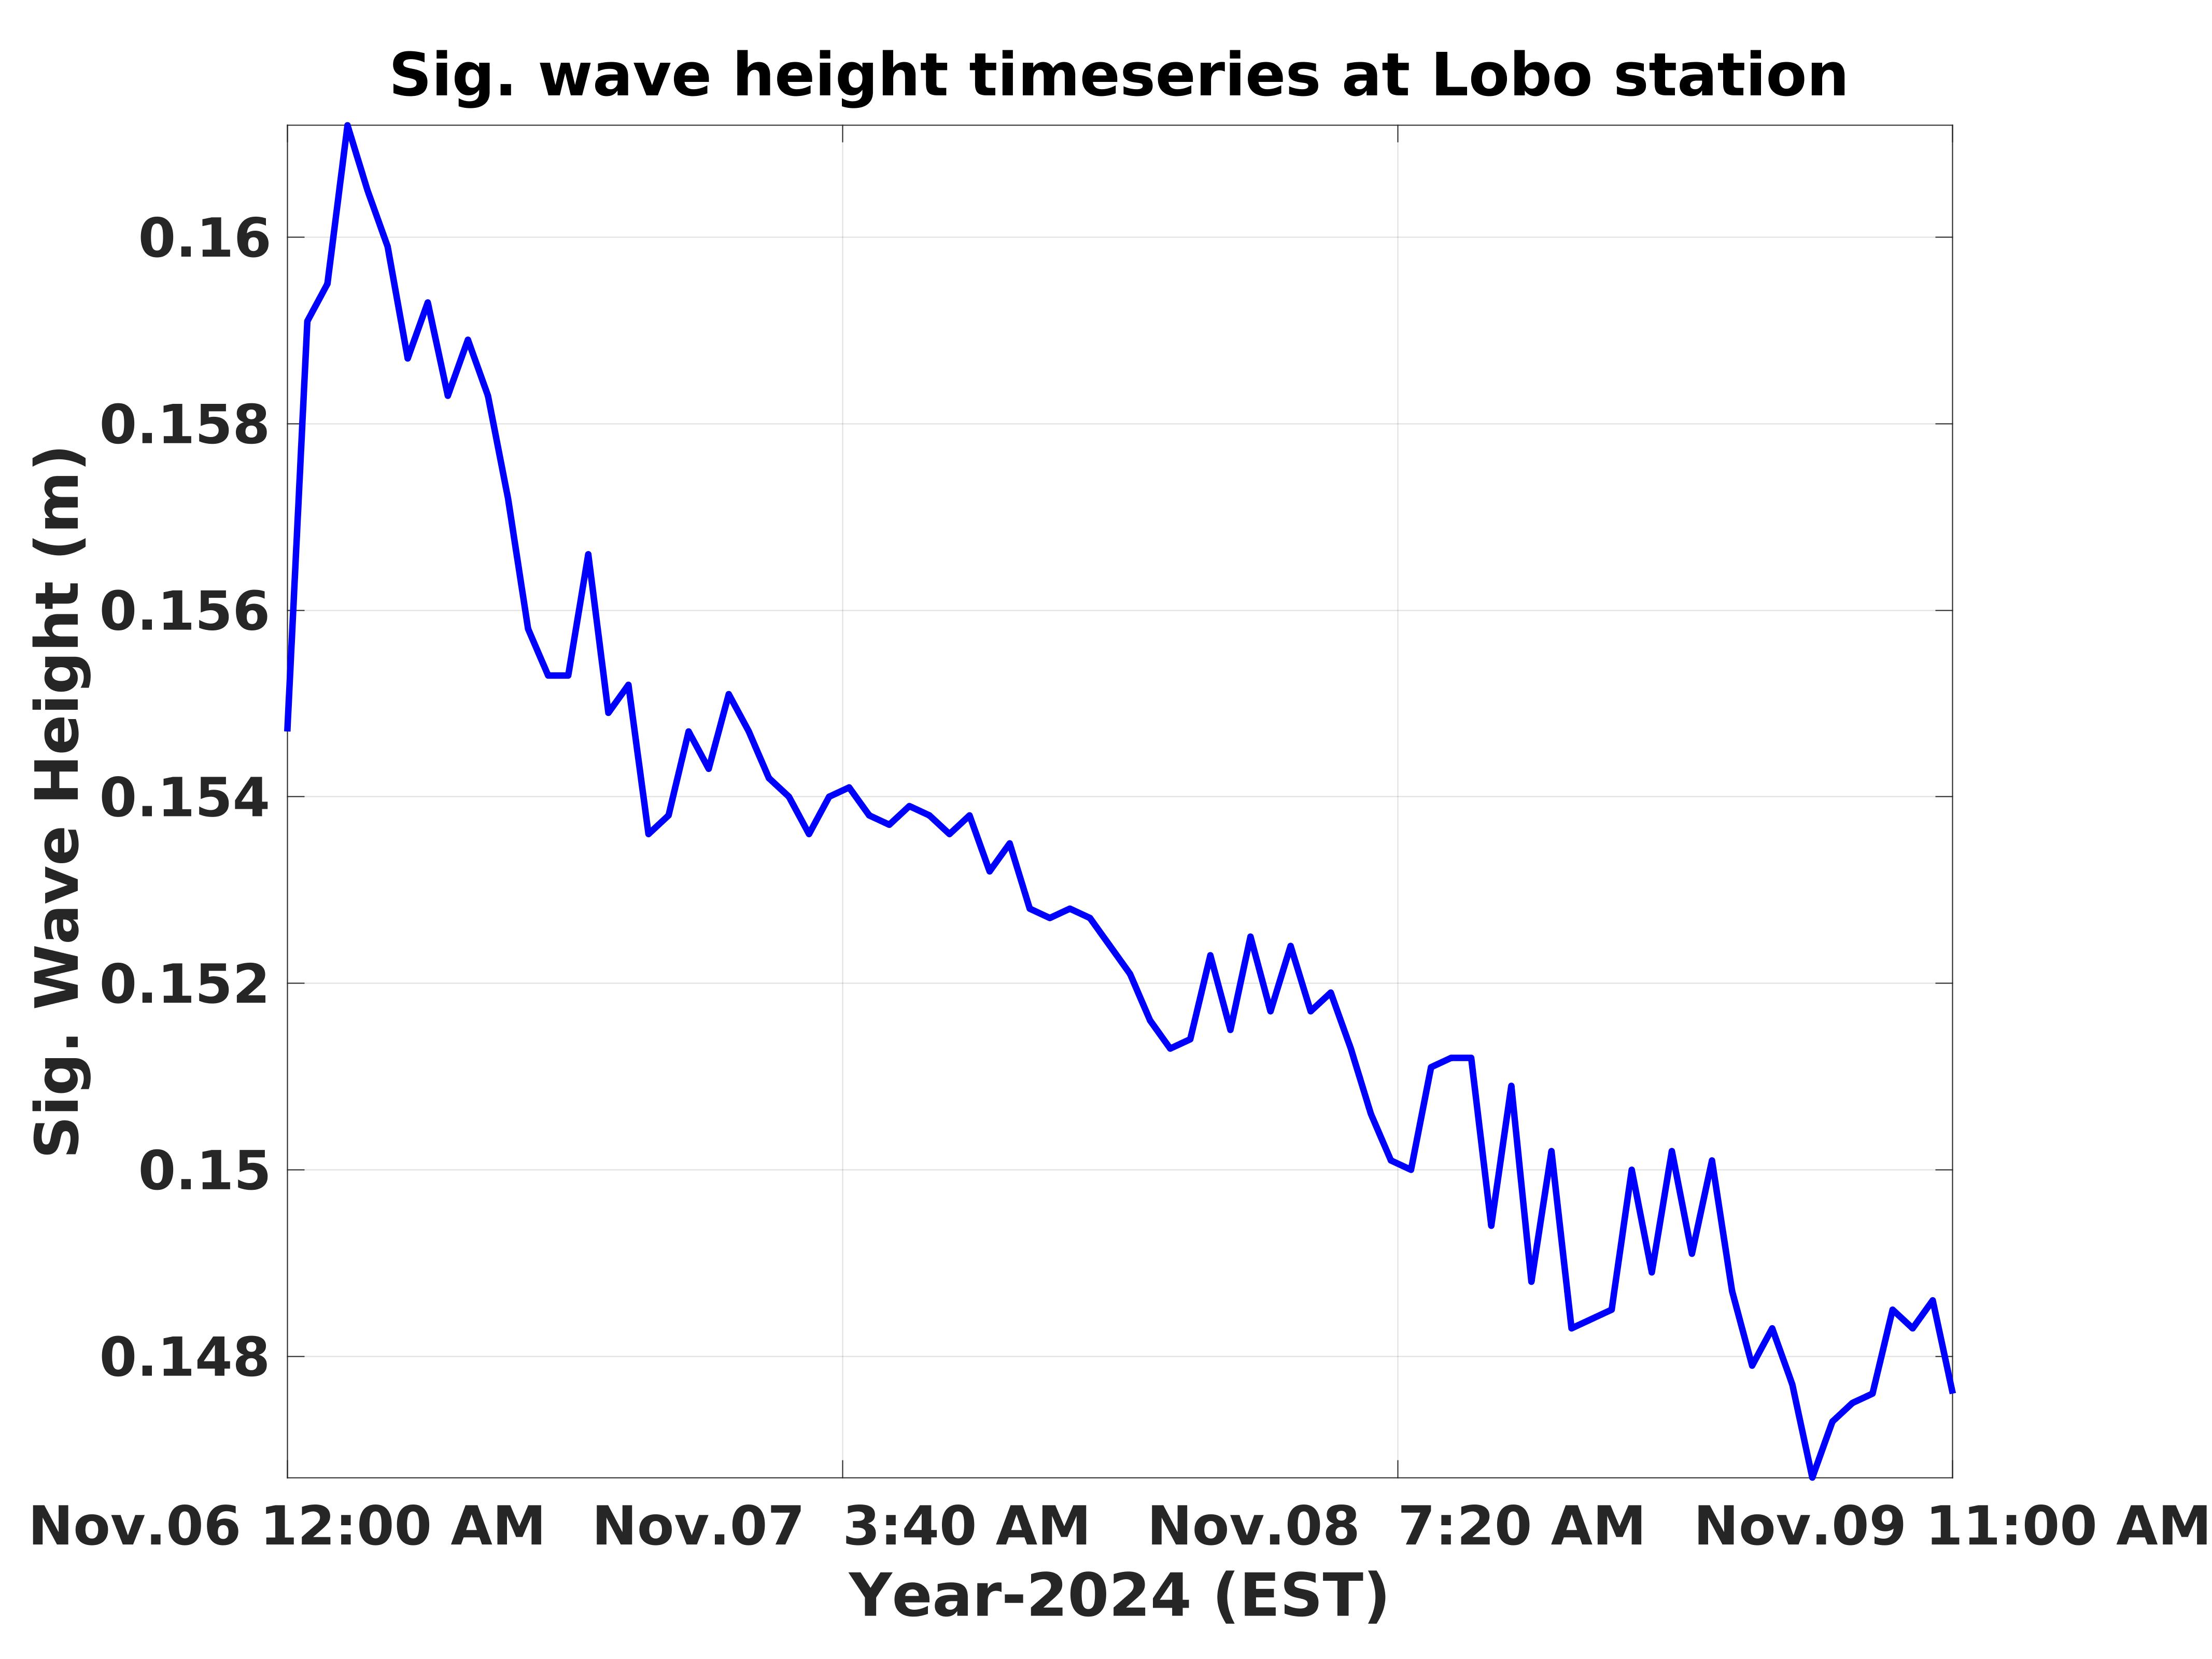 Sig. wave height timeseries at Lobo station
Sig. Wave Height (m)
0.16
0.158
0.156
0.154
0.152
0.15
0.148
Nov.06 12:00 AM Nov.07 3:40 AM Nov.08 7:20 AM Nov.09 11:00 AM
Year-2024 (EST)